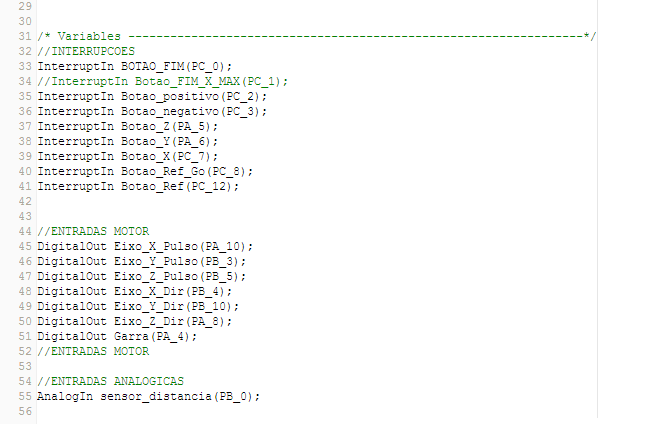 29
30
31 /* Variables -----------------------------------------------------------------*/
32 //INTERRUPCOES
33 InterruptIn BOTAO_FIM(PC_0);
34 //InterruptIn Botao_FIM_X_MAX(PC_1);
35 InterruptIn Botao_positivo(PC_2);
36 InterruptIn Botao_negativo(PC_3);
37 InterruptIn Botao_Z(PA_5);
38 InterruptIn Botao_Y(PA_6);
39 InterruptIn Botao_X(PC_7);
40 InterruptIn Botao_Ref_Go(PC_8);
41 InterruptIn Botao_Ref(PC_12);
42
43
44 //ENTRADAS MOTOR
45 DigitalOut Eixo_X_Pulso(PA_10);
46 DigitalOut Eixo_Y_Pulso(PB_3);
47 DigitalOut Eixo_Z_Pulso(PB_5);
48 DigitalOut Eixo_X_Dir(PB_4);
49 DigitalOut Eixo_Y_Dir(PB_10);
50 DigitalOut Eixo_Z_Dir(PA_8);
51 DigitalOut Garra(PA_4);
52 //ENTRADAS MOTOR
53
54 //ENTRADAS ANALOGICAS
55 AnalogIn sensor_distancia(PB_0);
56